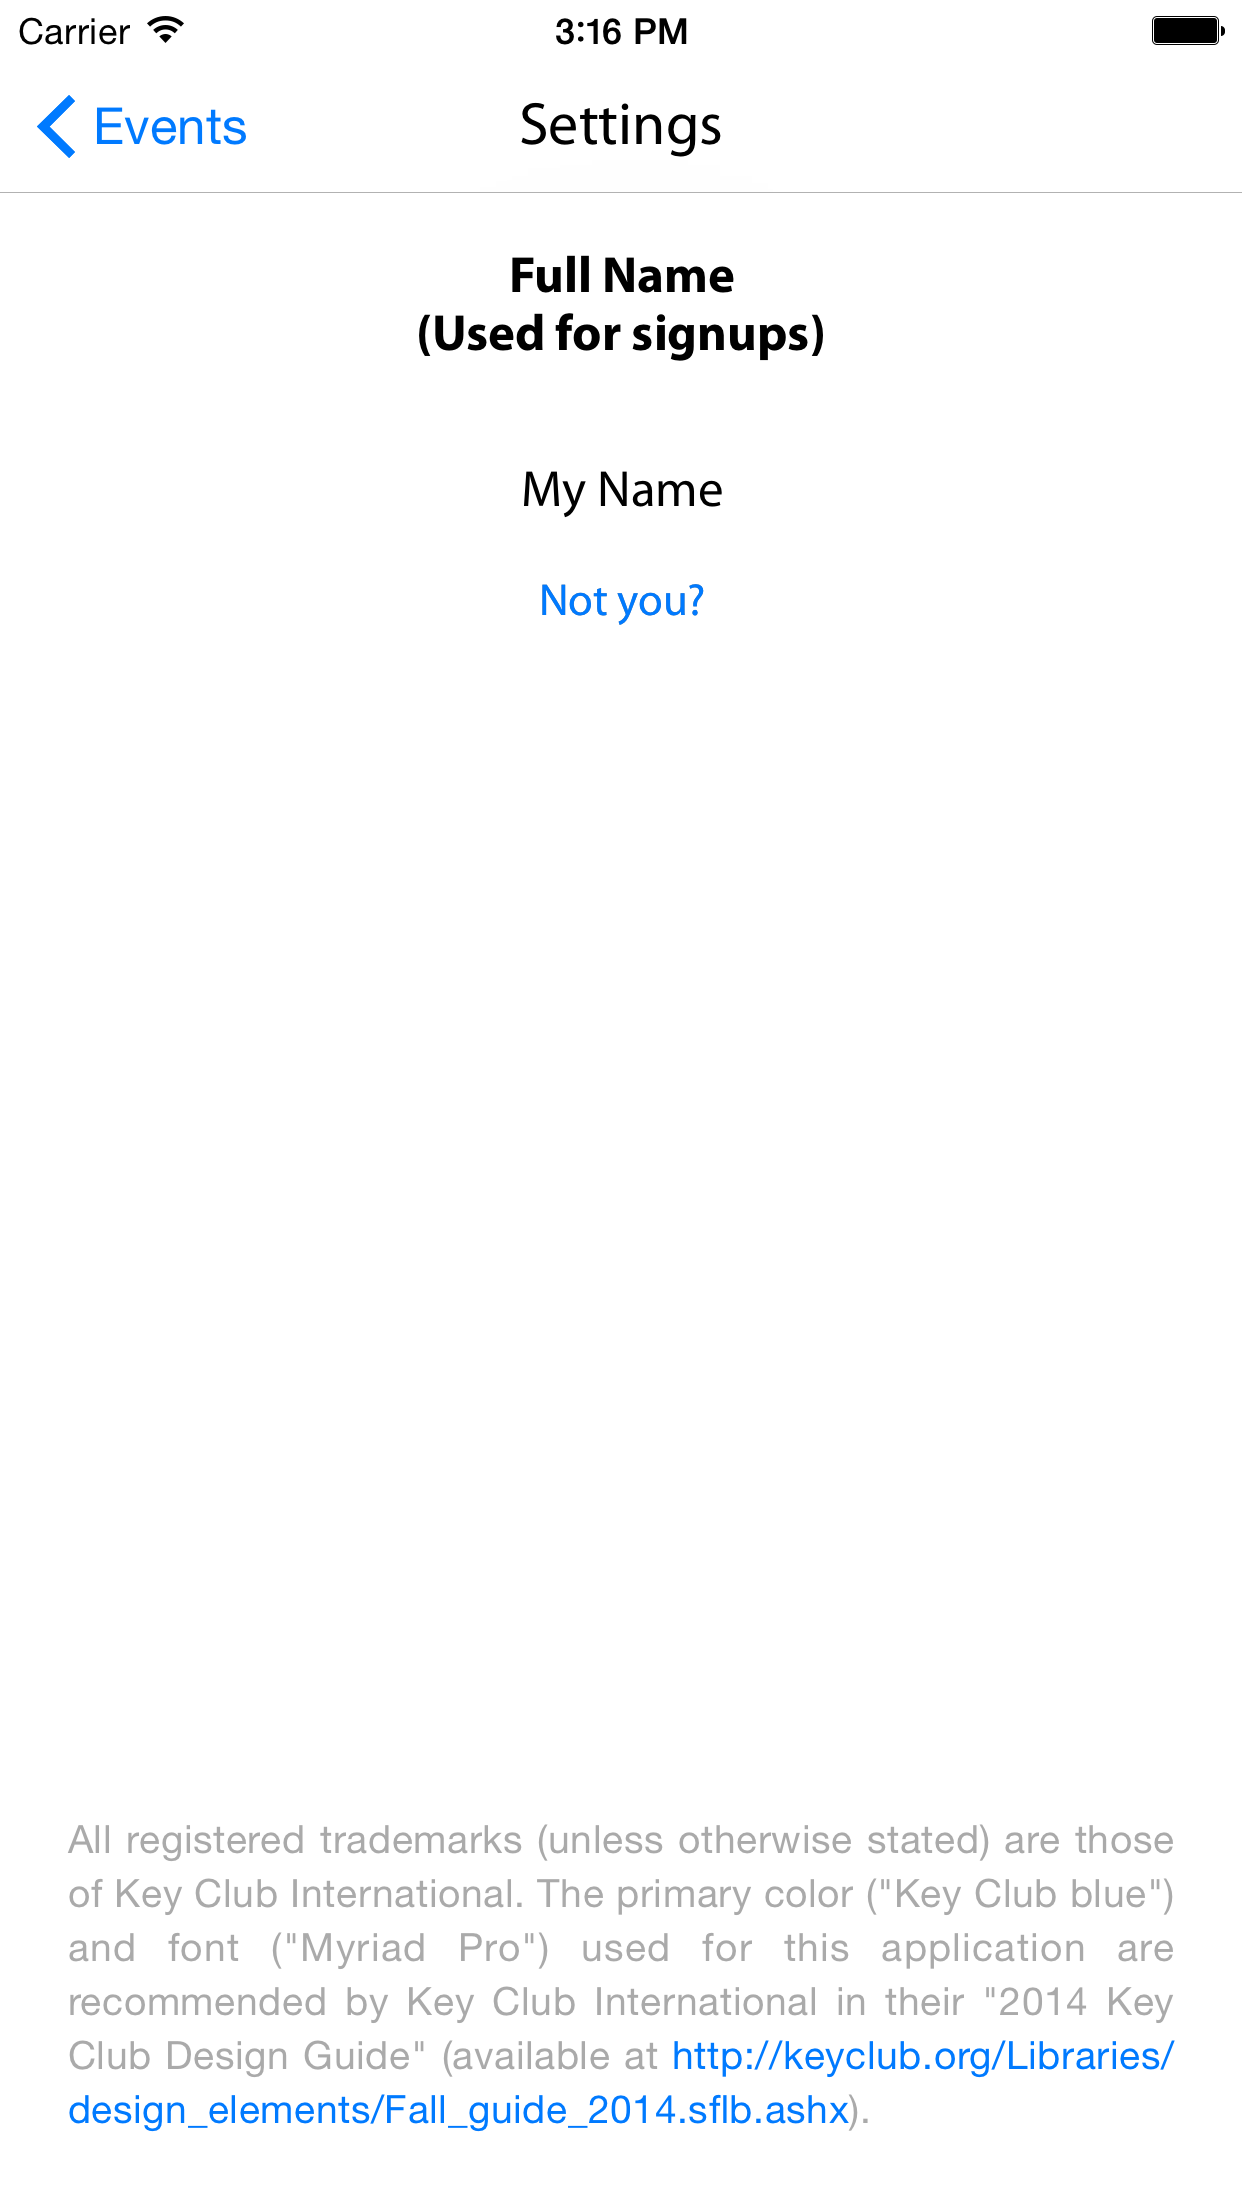 Carrier 3:16 PM
Events Settings
Full Name
(Used for signups)
My Name
Not you?
All registered trademarks (unless otherwise stated) are those
of Key Club International. The primary color ("Key Club blue")
and font ("Myriad Pro") used for this application are
recommended by Key Club International in their "2014 Key
Club Design Guide" (available at http://keyclub.org/Libraries/
design_elements/Fall_guide_2014.sflb.ashx).